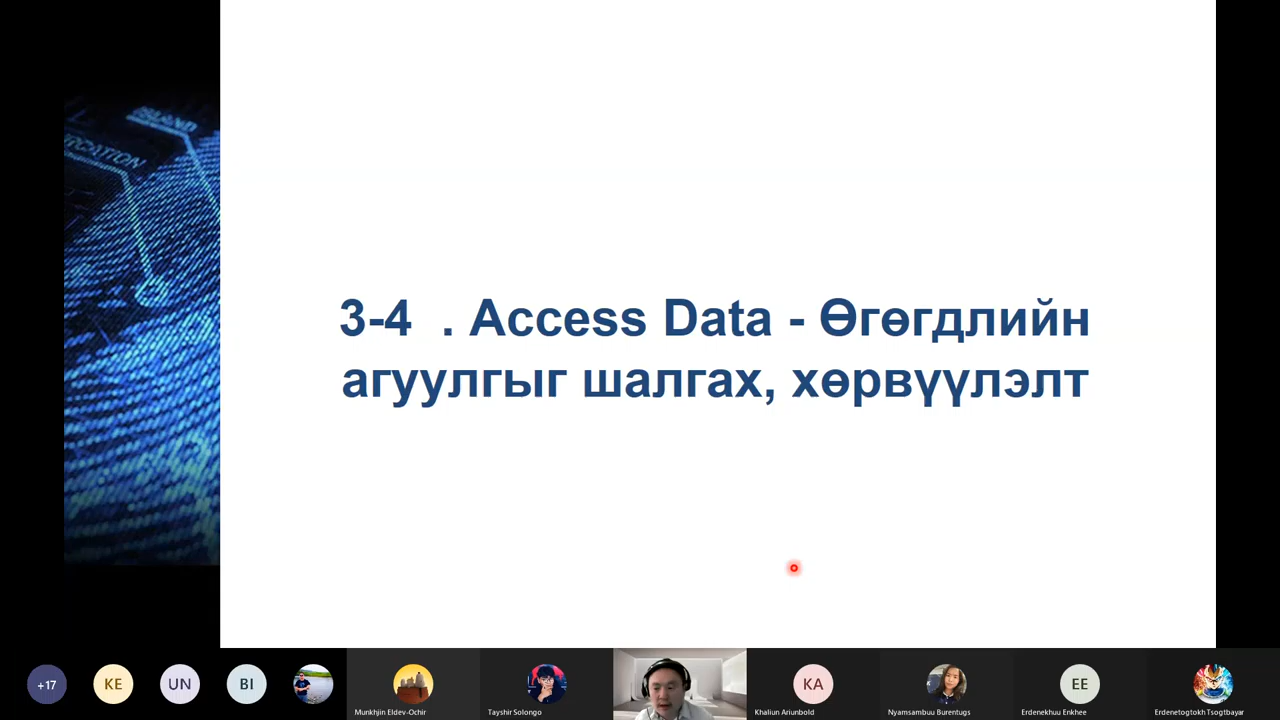 ISLAND
3-4 . Access Data - Өгөгдлийн
агуулгыг шалгах, хөрвүүлэлт
+17
KE
UN
BI
KA
EE
Munkhjin Eldev-Ochir
Tayshir Solongo
Khaliun Ariunbold
Nyamsambuu Burentugs
Erdenekhuu Enkhee
Erdenetogtokh Tsogtbayar